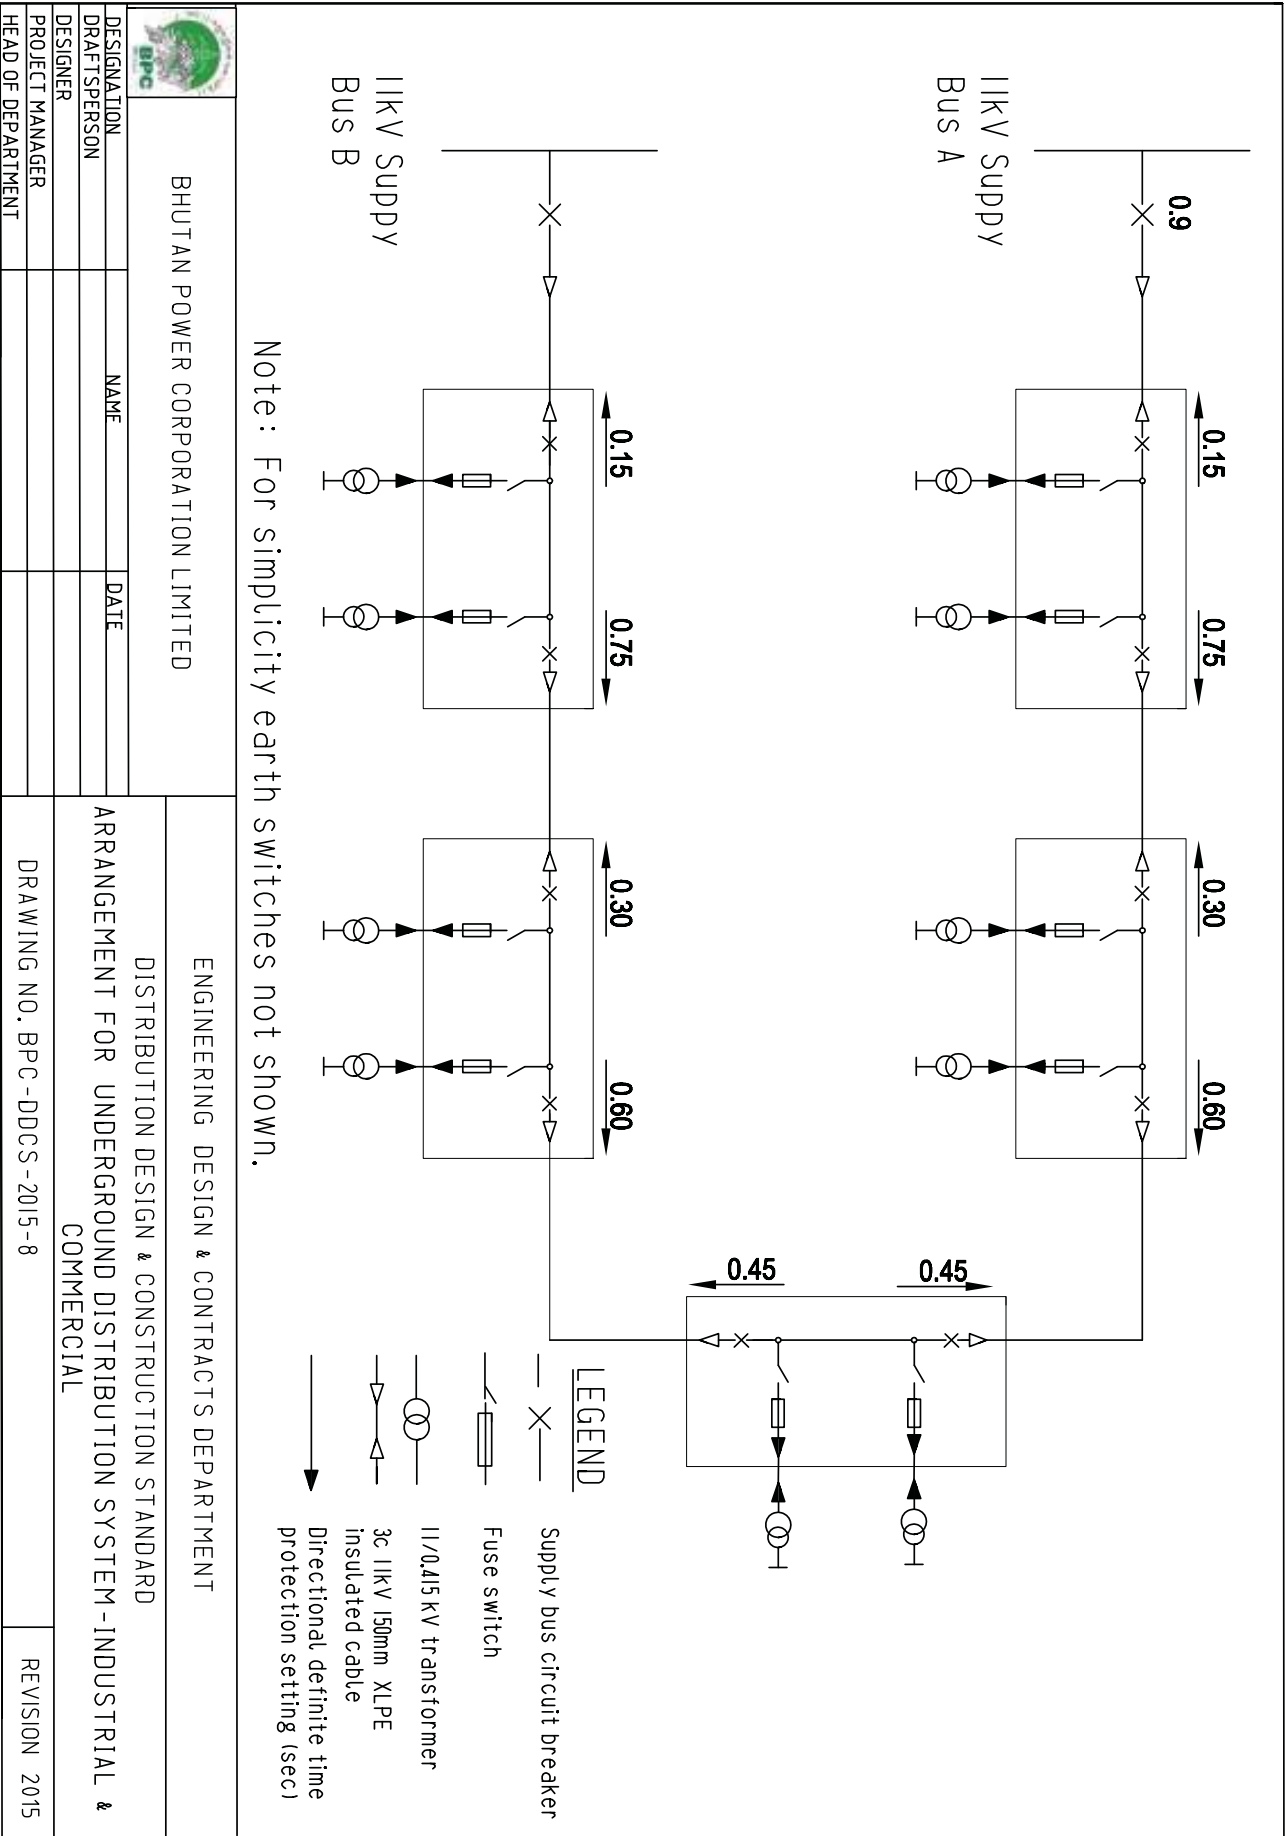 0.9
0.15
0.75
0.30
0.60
11kV Suppy
Bus A
0.45
0.45
0.15
0.75
0.30
0.60
11kV Suppy
Bus B
LEGEND
Supply bus circuit breaker
Fuse switch
11/0.415 kV transformer
3c 11kV 150mm XLPE
insulated cable
Directional definite time
protection setting (sec)
Note: For simplicity earth switches not shown.
BPC
BHUTAN POWER CORPORATION LIMITED
ENGINEERING DESIGN & CONTRACTS DEPARTMENT
DISTRIBUTION DESIGN & CONSTRUCTION STANDARD
DESIGNATION NAME DATE
DRAFTSPERSON
DESIGNER
PROJECT MANAGER
HEAD OF DEPARTMENT
ARRANGEMENT FOR UNDERGROUND DISTRIBUTION SYSTEM-INDUSTRIAL &
COMMERCIAL
DRAWING NO. BPC-DDCS-2015-8
REVISION 2015